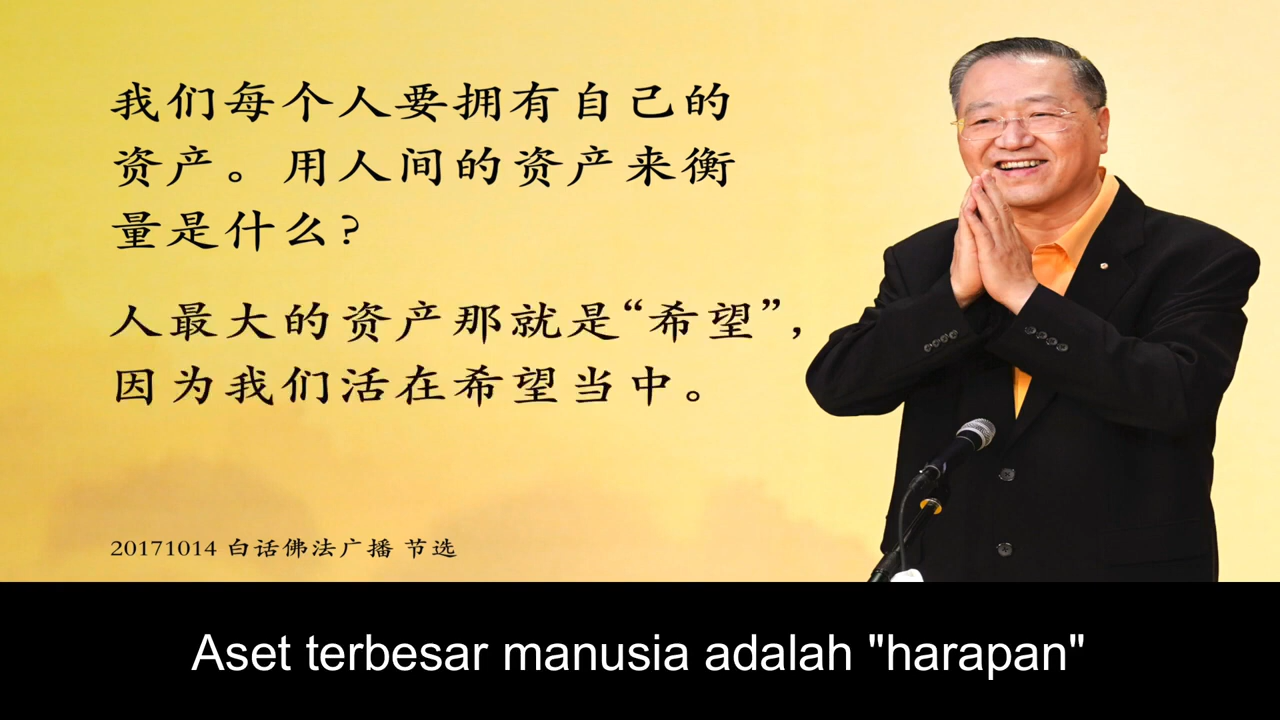 我们每个人要拥有自己的
资产。用人间的资产来衡
量是什么?
人最大的资产那就是“希望”,
因为我们活在希望当中。
20171014 白话佛法广播 节选
Aset terbesar manusia adalah "harapan"